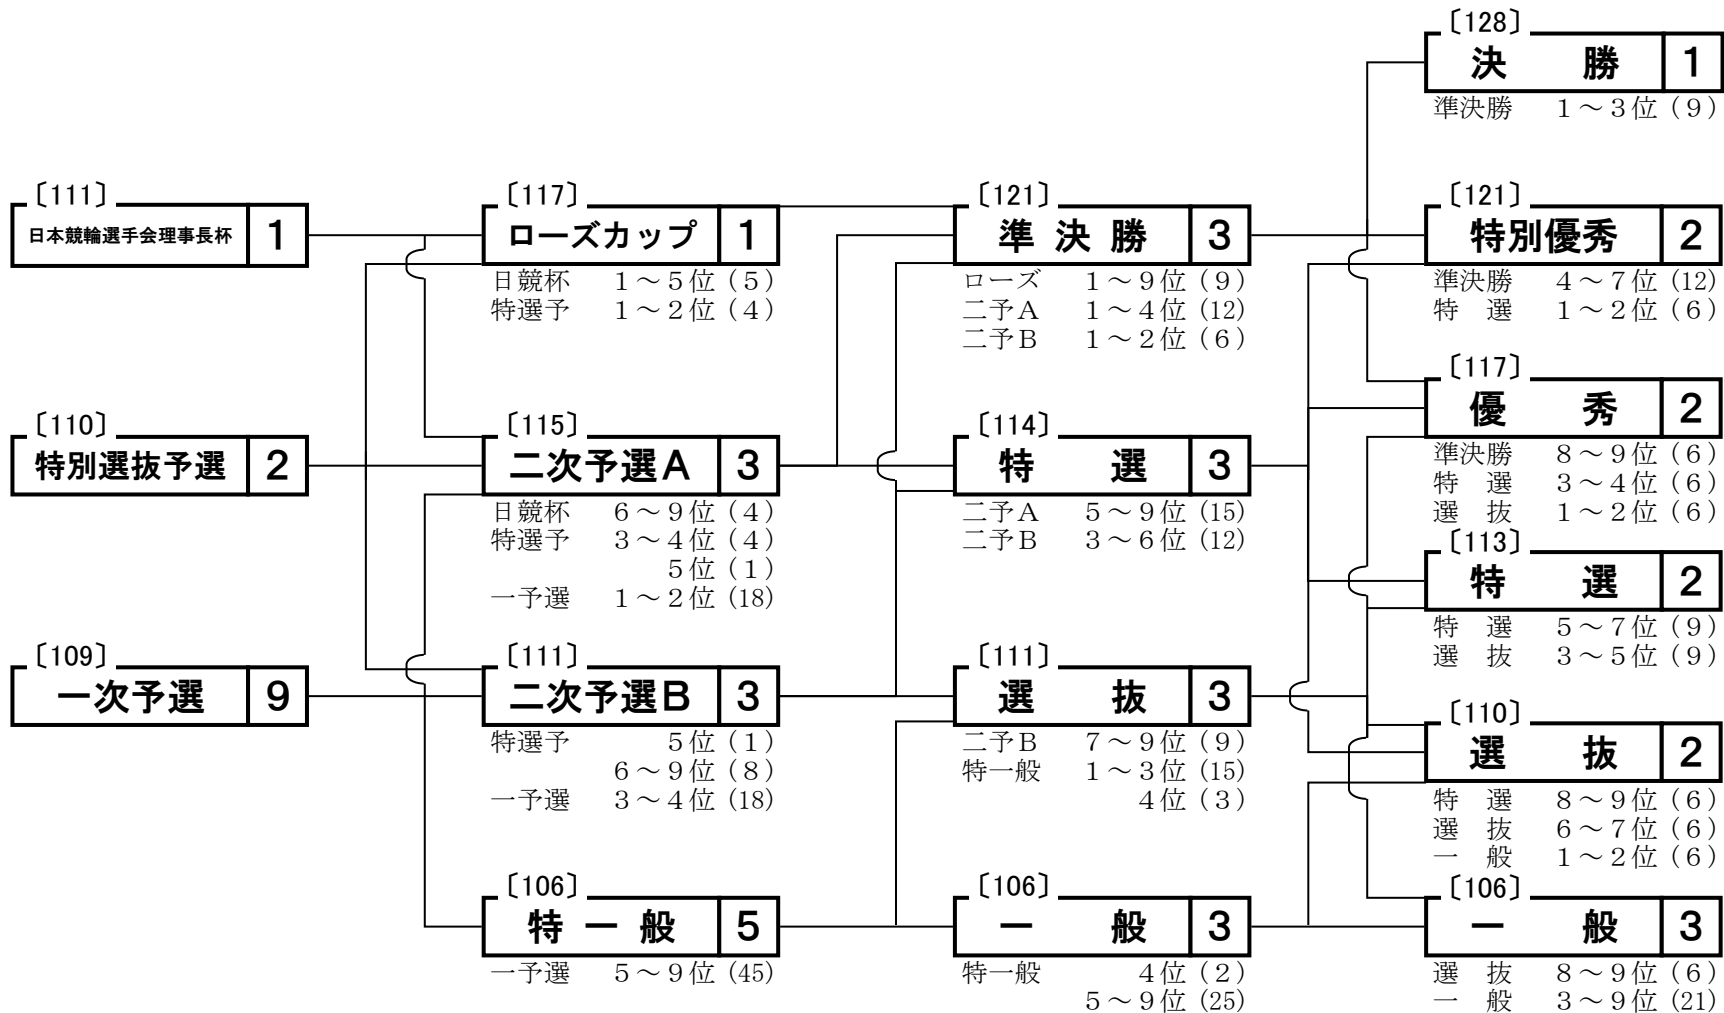 〔111〕
日本競輪選手会理事長杯 1
〔110〕
特別選抜予選 2
〔109〕
一次予選 9
〔117〕
ローズカップ 1
日競杯 1～5位 (5)
特選予 1～2位 (4)
〔115〕
二次予選A 3
日競杯 6～9位 (4)
特選予 3～4位 (4)
5位 (1)
一予選 1～2位 (18)
〔111〕
二次予選B 3
特選予 5位 (1)
6～9位 (8)
一予選 3～4位 (18)
〔106〕
特一般 5
一予選 5～9位 (45)
〔121〕
準決勝 3
ローズ 1～9位 (9)
二予A 1～4位 (12)
二予B 1～2位 (6)
〔114〕
特選 3
二予A 5～9位 (15)
二予B 3～6位 (12)
〔111〕
選抜 3
二予B 7～9位 (9)
特一般 1～3位 (15)
4位 (3)
〔106〕
一般 3
特一般 4位 (2)
5～9位 (25)
〔128〕
決勝 1
準決勝 1～3位 (9)
〔121〕
特別優秀 2
準決勝 4～7位 (12)
特選 1～2位 (6)
〔117〕
優秀 2
準決勝 8～9位 (6)
特選 3～4位 (6)
選抜 1～2位 (6)
〔113〕
特選 2
特選 5～7位 (9)
選抜 3～5位 (9)
〔110〕
選抜 2
特選 8～9位 (6)
選抜 6～7位 (6)
一般 1～2位 (6)
〔106〕
一般 3
選抜 8～9位 (6)
一般 3～9位 (21)